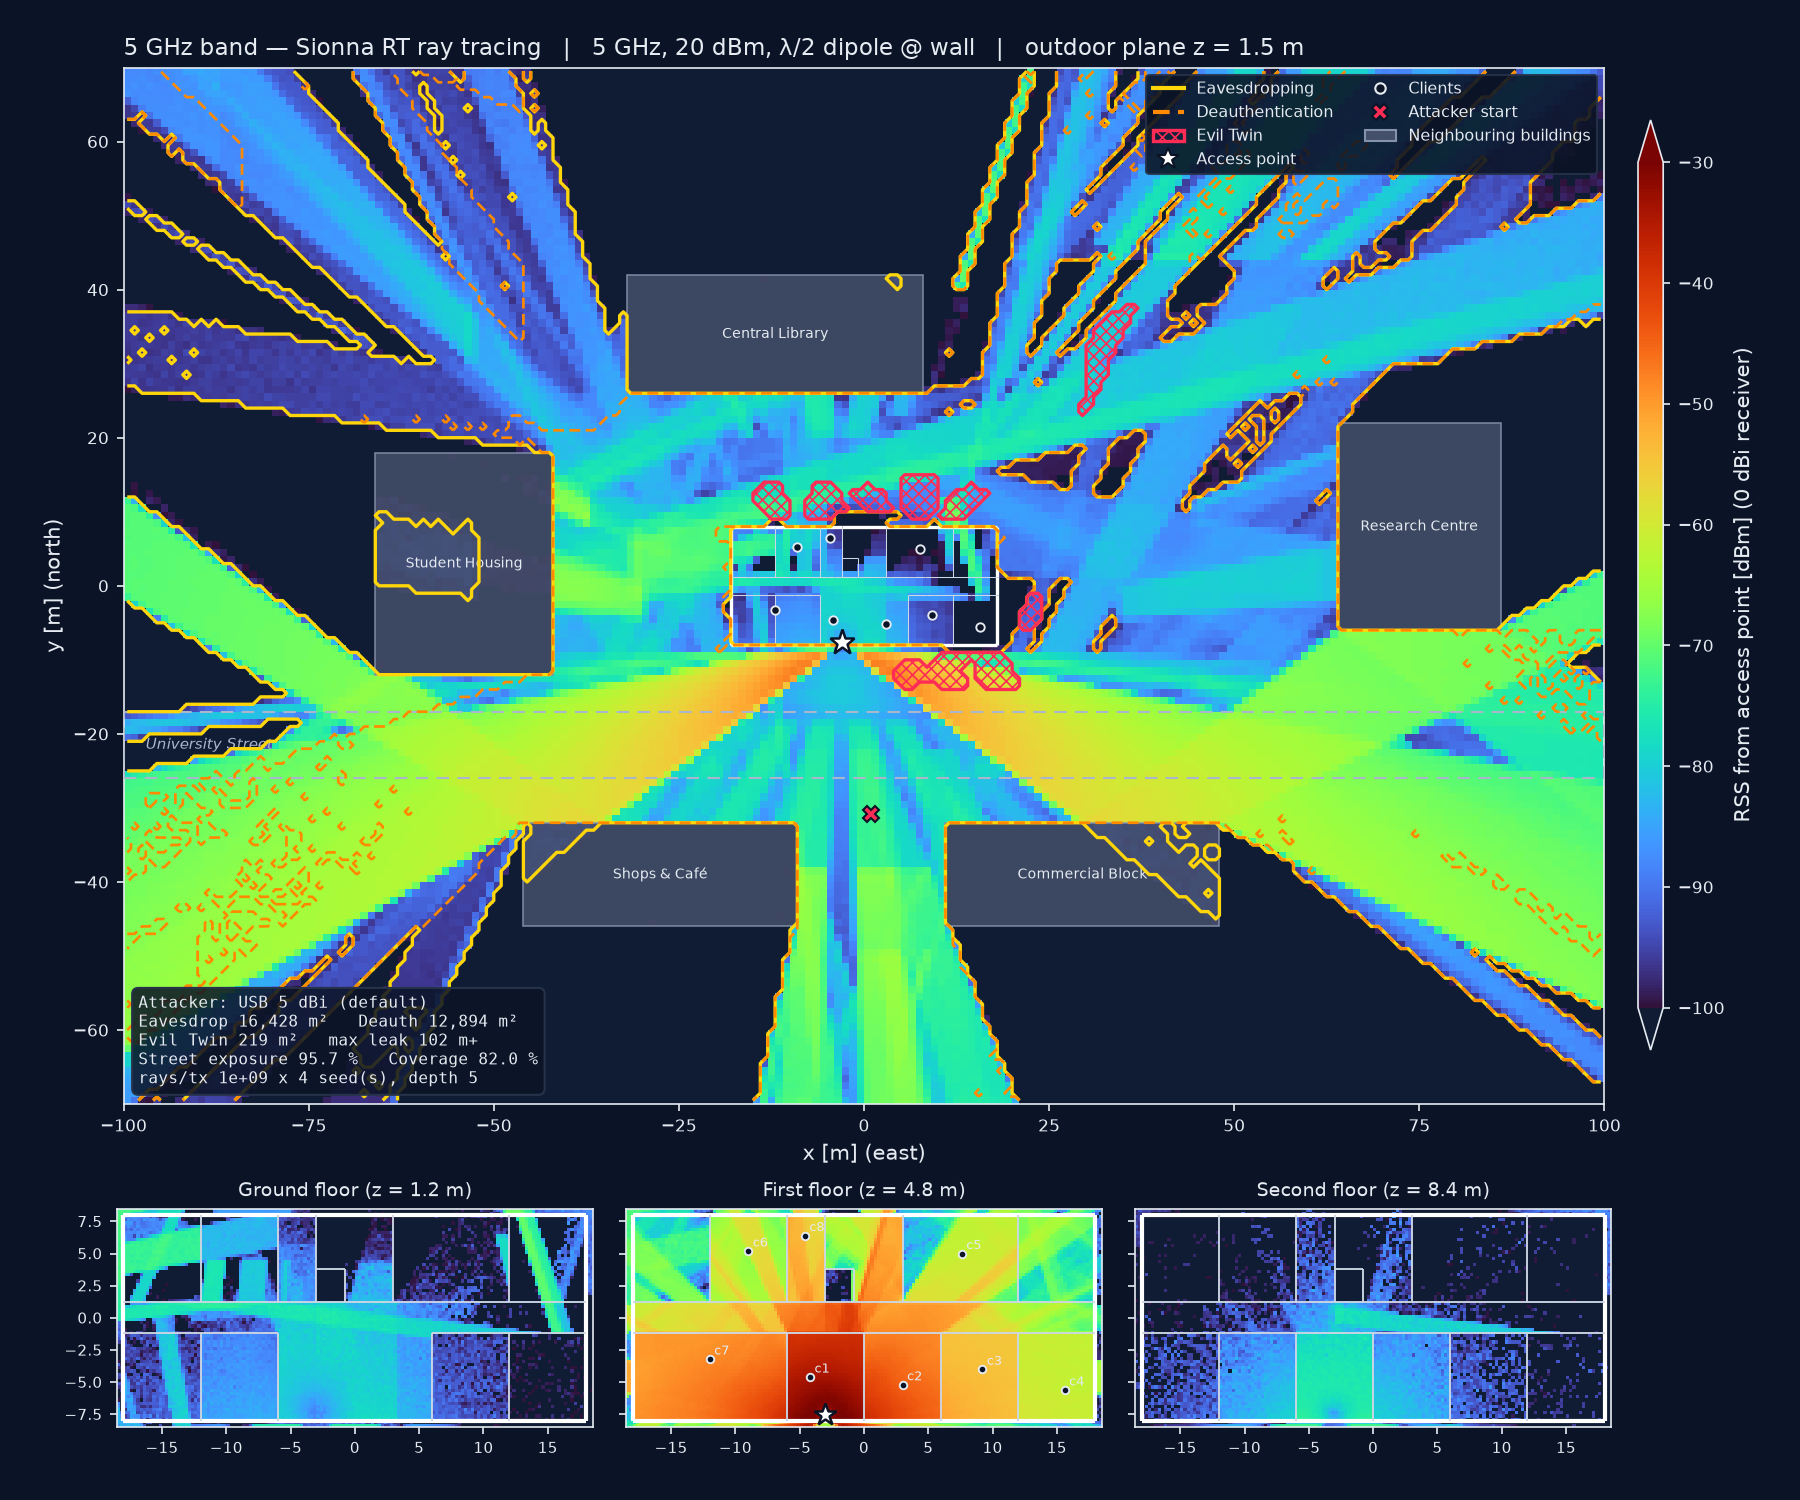 5 GHz band — Sionna RT ray tracing | 5 GHz, 20 dBm, λ/2 dipole @ wall | outdoor plane z = 1.5 m
Eavesdropping
Deauthentication
Evil Twin
Access point
Clients
Attacker start
Neighbouring buildings
60
40
20
0
−20
−40
−60
y [m] (north)
Central Library
Student Housing
Research Centre
University Street
Shops & Café
Commercial Block
Attacker: USB 5 dBi (default)
Eavesdrop 16,428 m² Deauth 12,894 m²
Evil Twin 219 m² max leak 102 m+
Street exposure 95.7 % Coverage 82.0 %
rays/tx 1e+09 x 4 seed(s), depth 5
−100 −75 −50 −25 0 25 50 75 100
x [m] (east)
−30
−40
−50
−60
−70
−80
−90
−100
RSS from access point [dBm] (0 dBi receiver)
Ground floor (z = 1.2 m)
7.5
5.0
2.5
0.0
−2.5
−5.0
−7.5
−15 −10 −5 0 5 10 15
First floor (z = 4.8 m)
c8
c6
c5
c7
c1
c2
c3
c4
−15 −10 −5 0 5 10 15
Second floor (z = 8.4 m)
−15 −10 −5 0 5 10 15